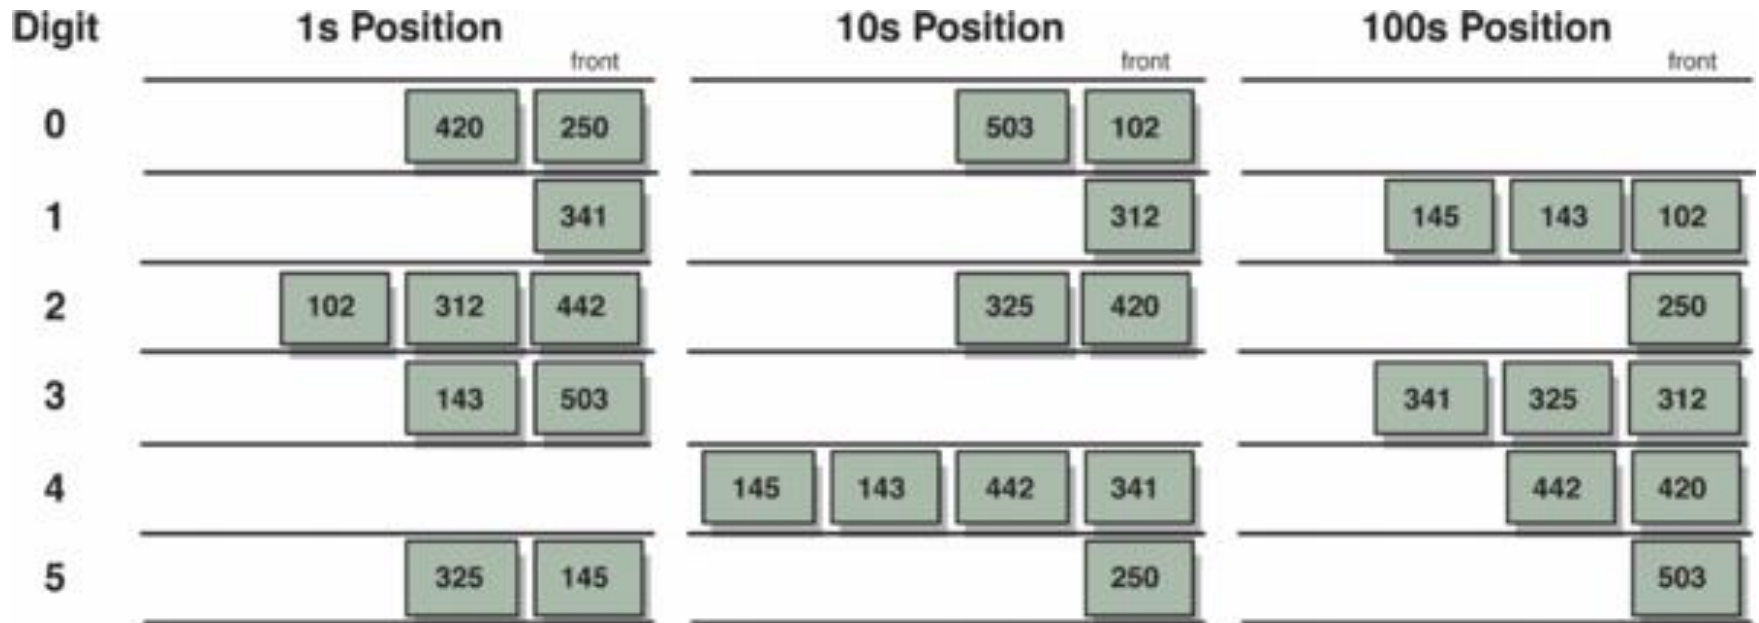 Digit 1s Position 10s Position 100s Position
front front front
0 420 250 503 102
1 341 312 145 143 102
2 102 312 442 325 420 250
3 143 503 341 325 312
4 145 143 442 341 442 420
5 325 145 250 503